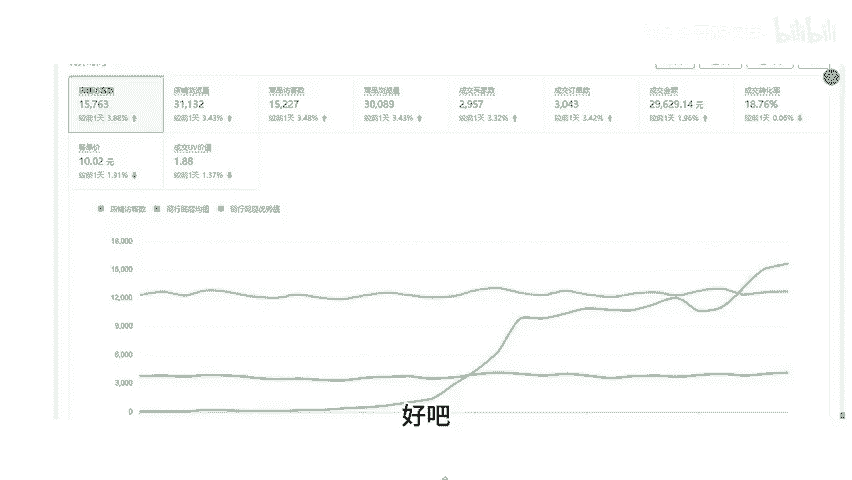 bilibili
店铺访客数 店铺浏览量 商品访客数 商品浏览量 成交买家数 成交订单数 成交金额 成交转化率
15,763 31,132 15,227 30,089 2,957 3,043 29,629.14 元 18.76%
较前1天 3.88% 较前1天 3.43% 较前1天 3.48% 较前1天 3.43% 较前1天 3.32% 较前1天 3.42% 较前1天 1.96% 较前1天 0.06%
客单价 成交UV价值
10.02 元 1.88
较前1天 1.31% 较前1天 1.37%
店铺访客数 同行同层均值 同行同层优秀值
18,000
15,000
12,000
9,000
6,000
3,000
0
好吧